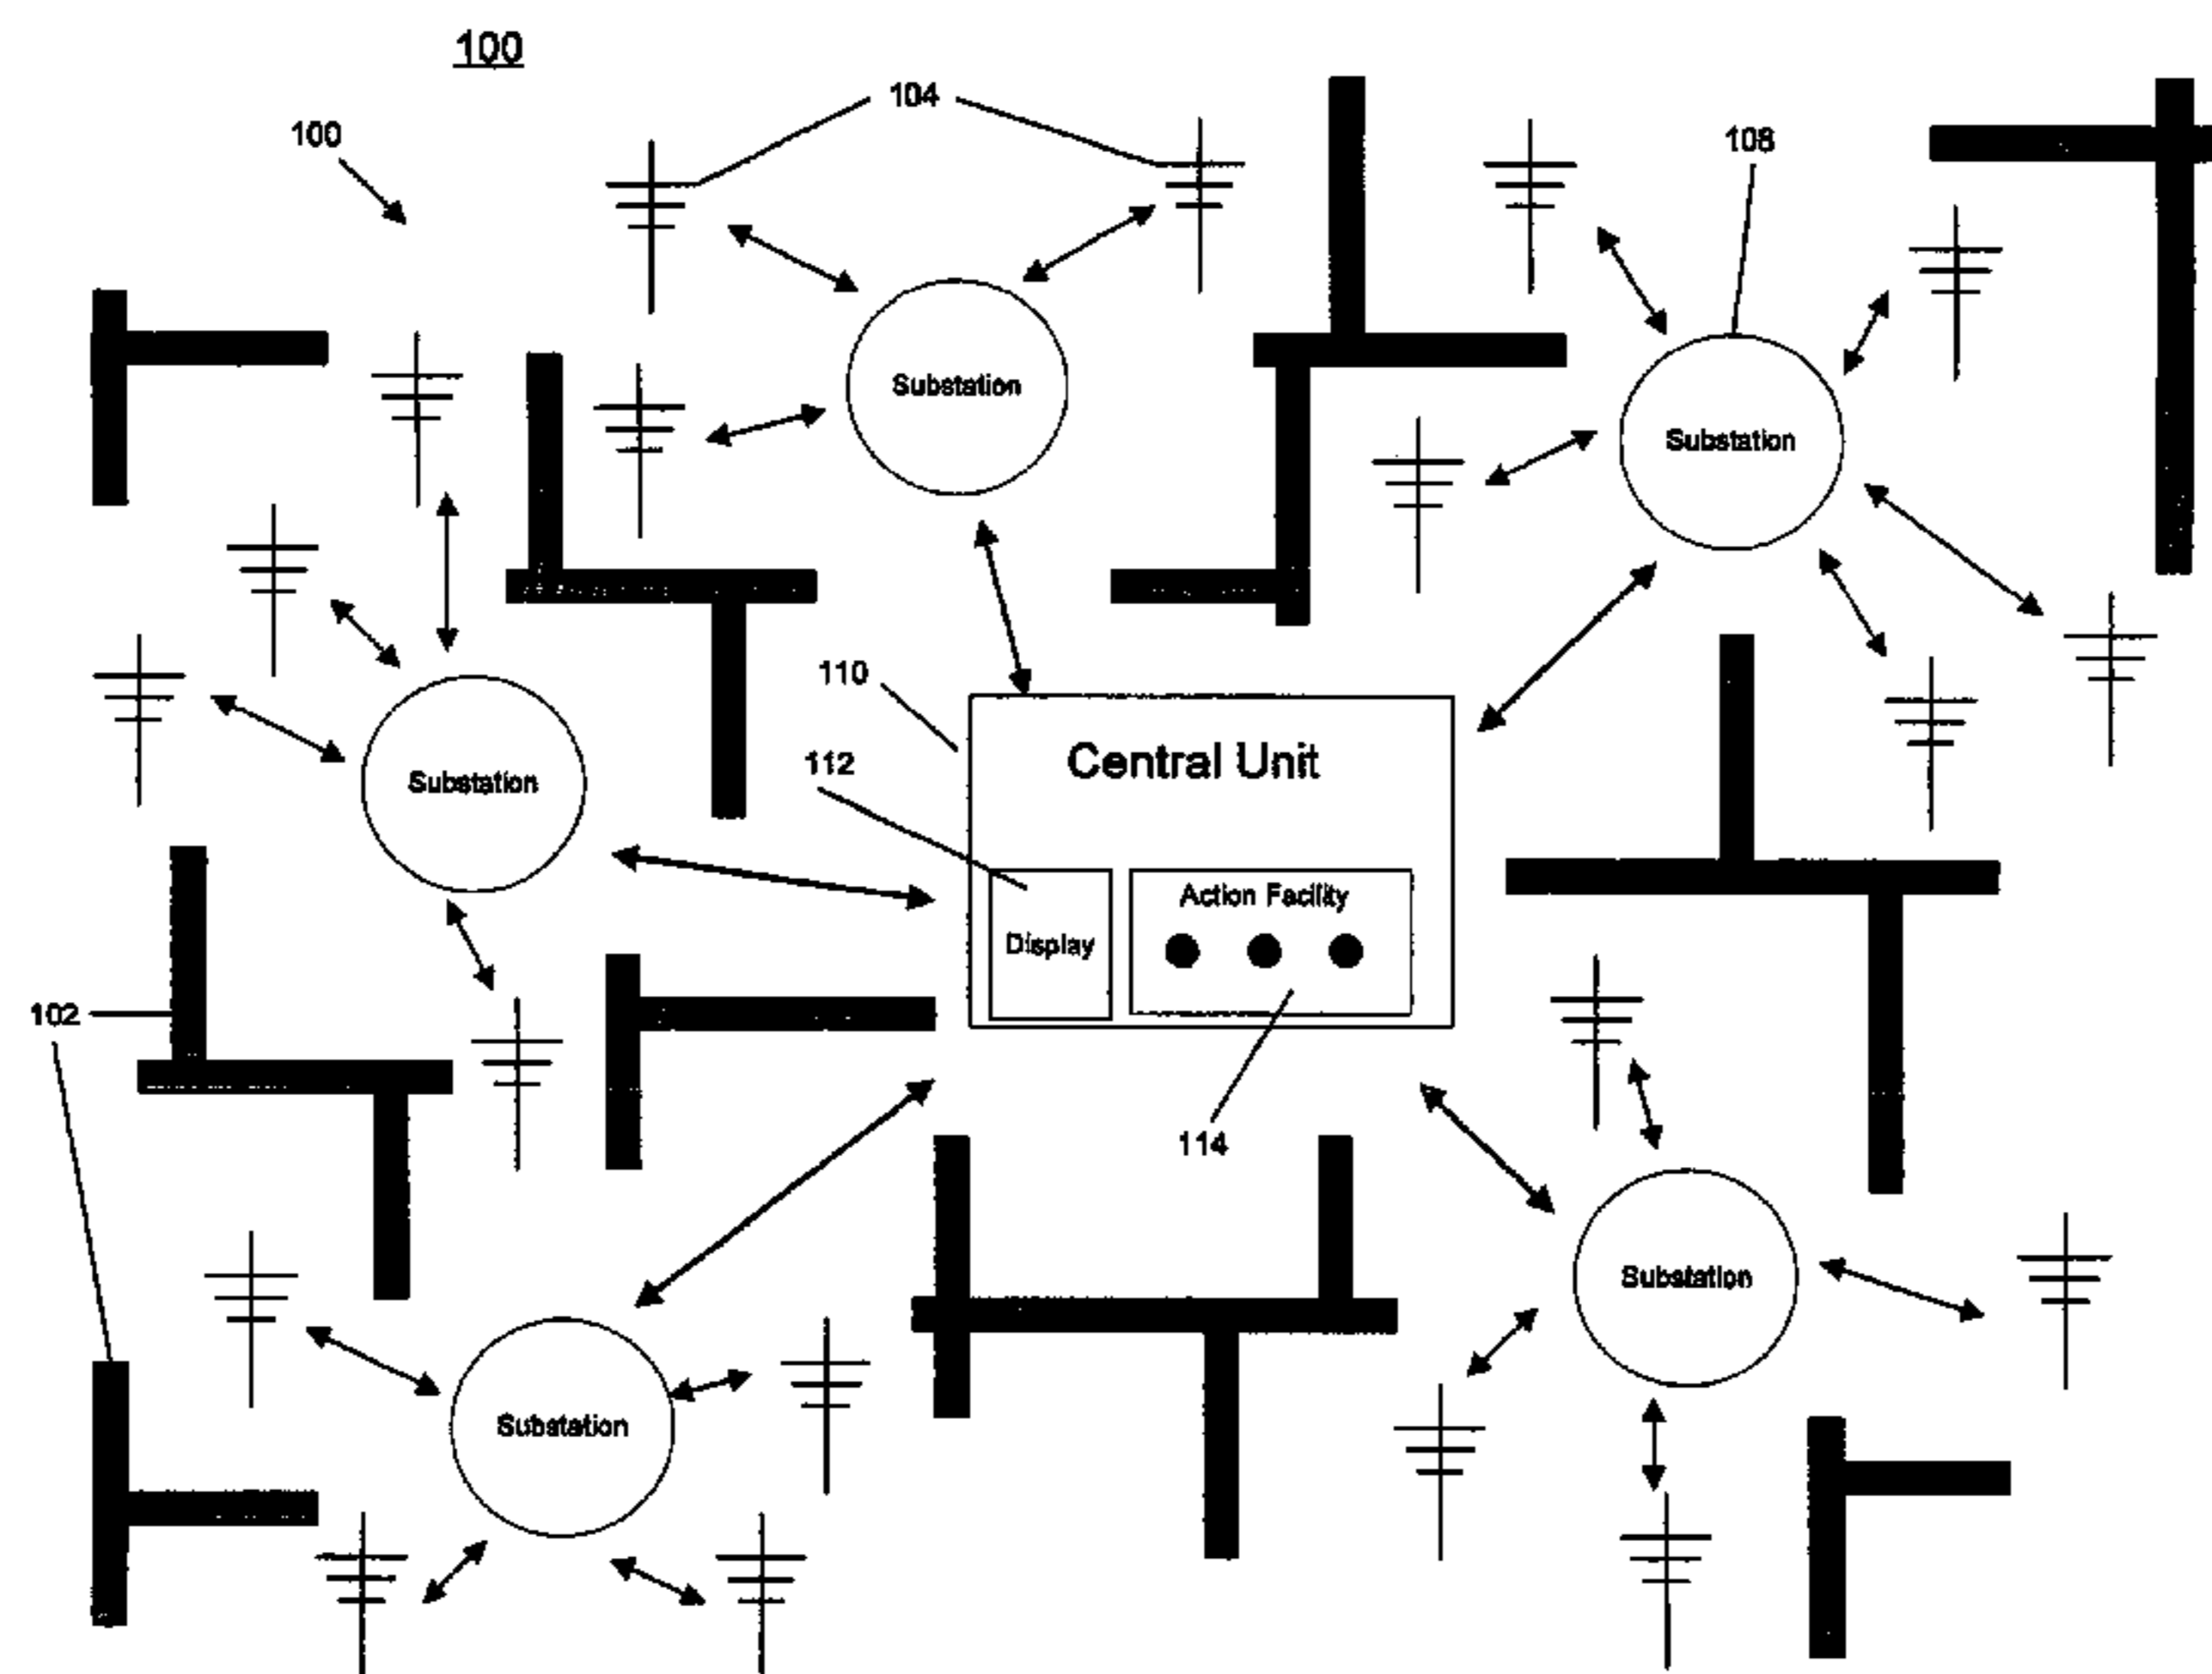 100
104
100
108
Substation
Substation
110
Central Unit
112
Substation
Action Facility
Display
102
114
Substation
Substation